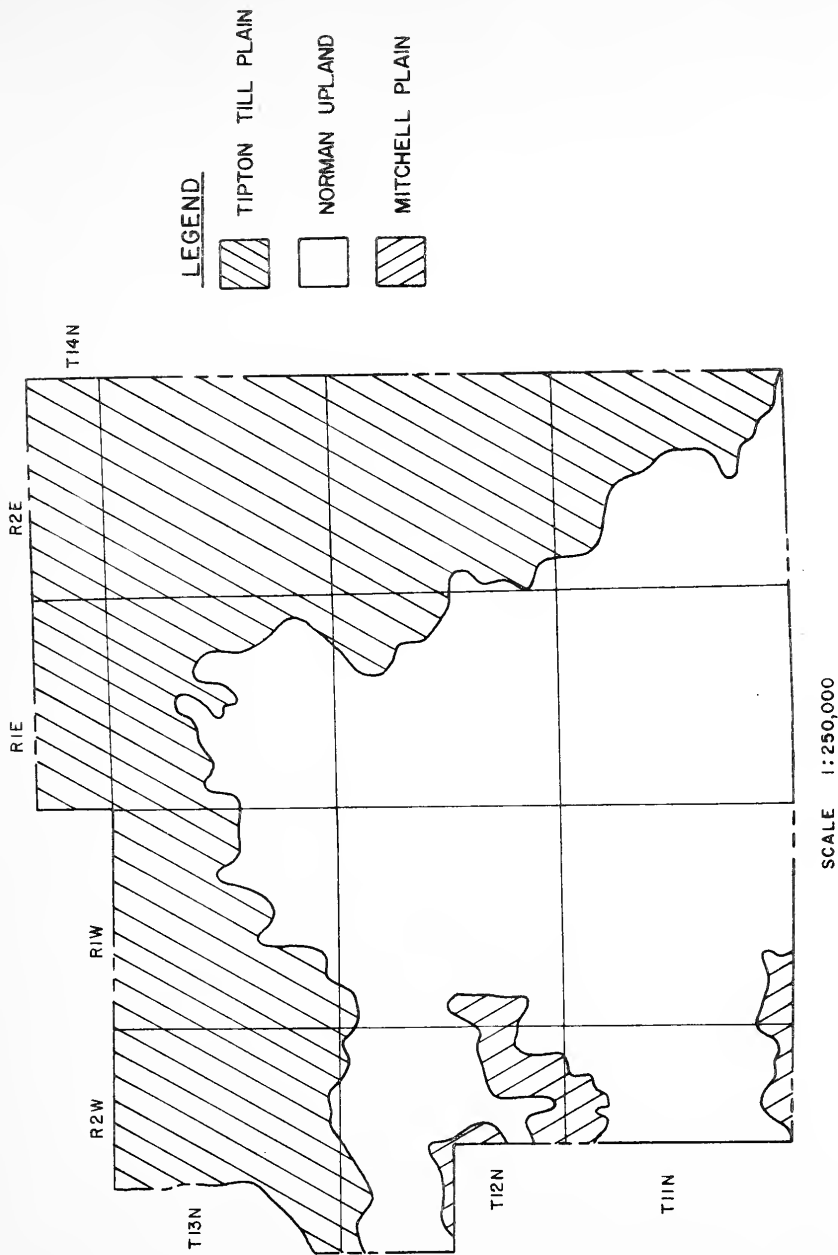 LEGEND
TIPTON TILL PLAIN
NORMAN UPLAND
MITCHELL PLAIN
R2W
R1W
R1E
R2E
T14N
T13N
T12N
T11N
SCALE 1:250,000